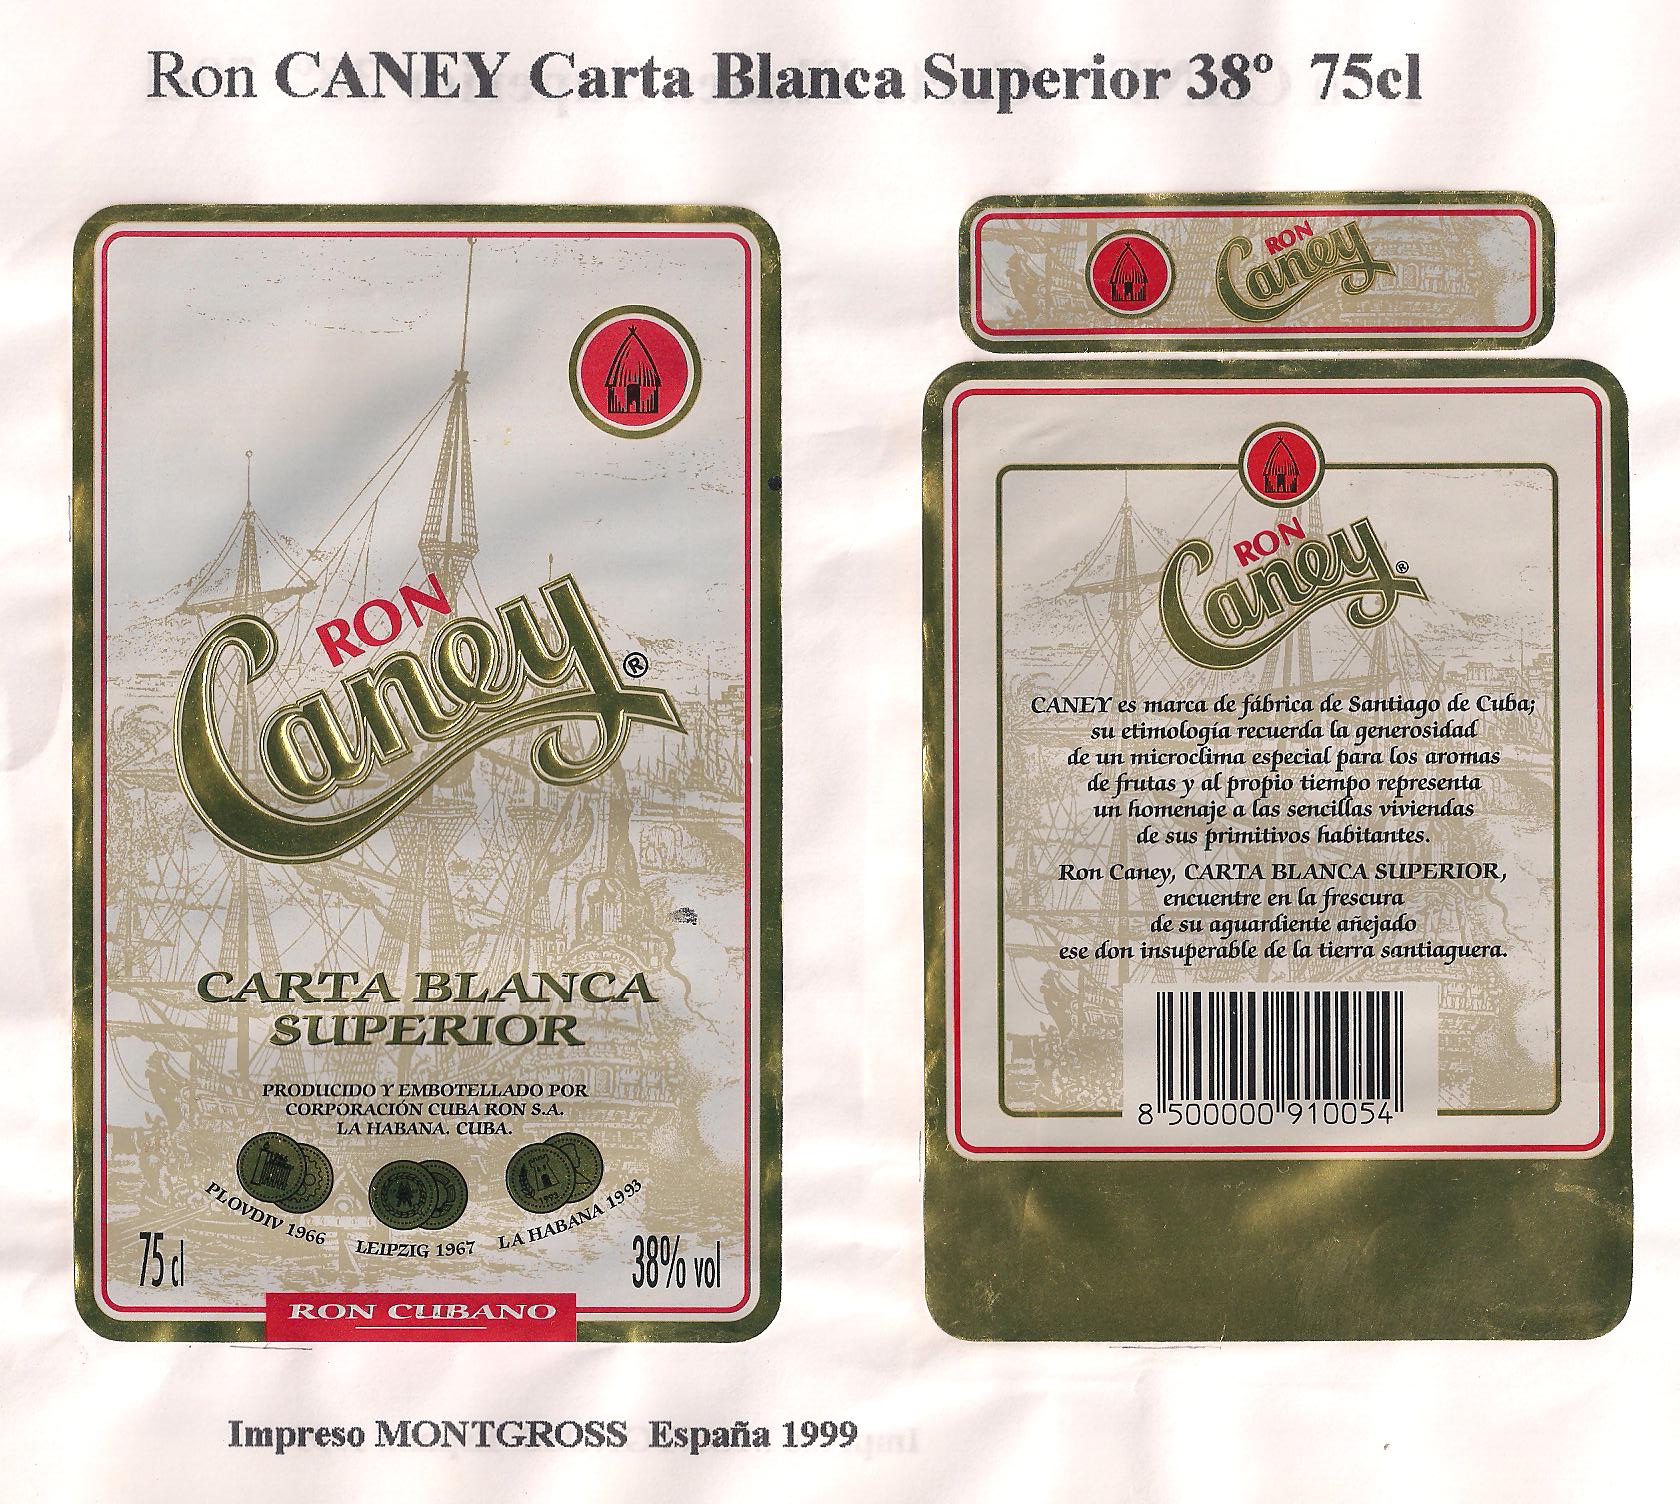 Ron CANEY Carta Blanca Superior 38º 75cl
RON
Caney®
CARTA BLANCA
SUPERIOR
PRODUCIDO Y EMBOTELLADO POR
CORPORACIÓN CUBA RON S.A.
LA HABANA. CUBA.
PLOVDIV 1966
LEIPZIG 1967
LA HABANA 1993
1993
75 cl
38% vol
RON CUBANO
RON
Caney
RON
Caney®
CANEY es marca de fábrica de Santiago de Cuba;
su etimología recuerda la generosidad
de un microclima especial para los aromas
de frutas y al propio tiempo representa
un homenaje a las sencillas viviendas
de sus primitivos habitantes.
Ron Caney, CARTA BLANCA SUPERIOR,
encuentre en la frescura
de su aguardiente añejado
ese don insuperable de la tierra santiaguera.
8 500000 910054
Impreso MONTGROSS España 1999